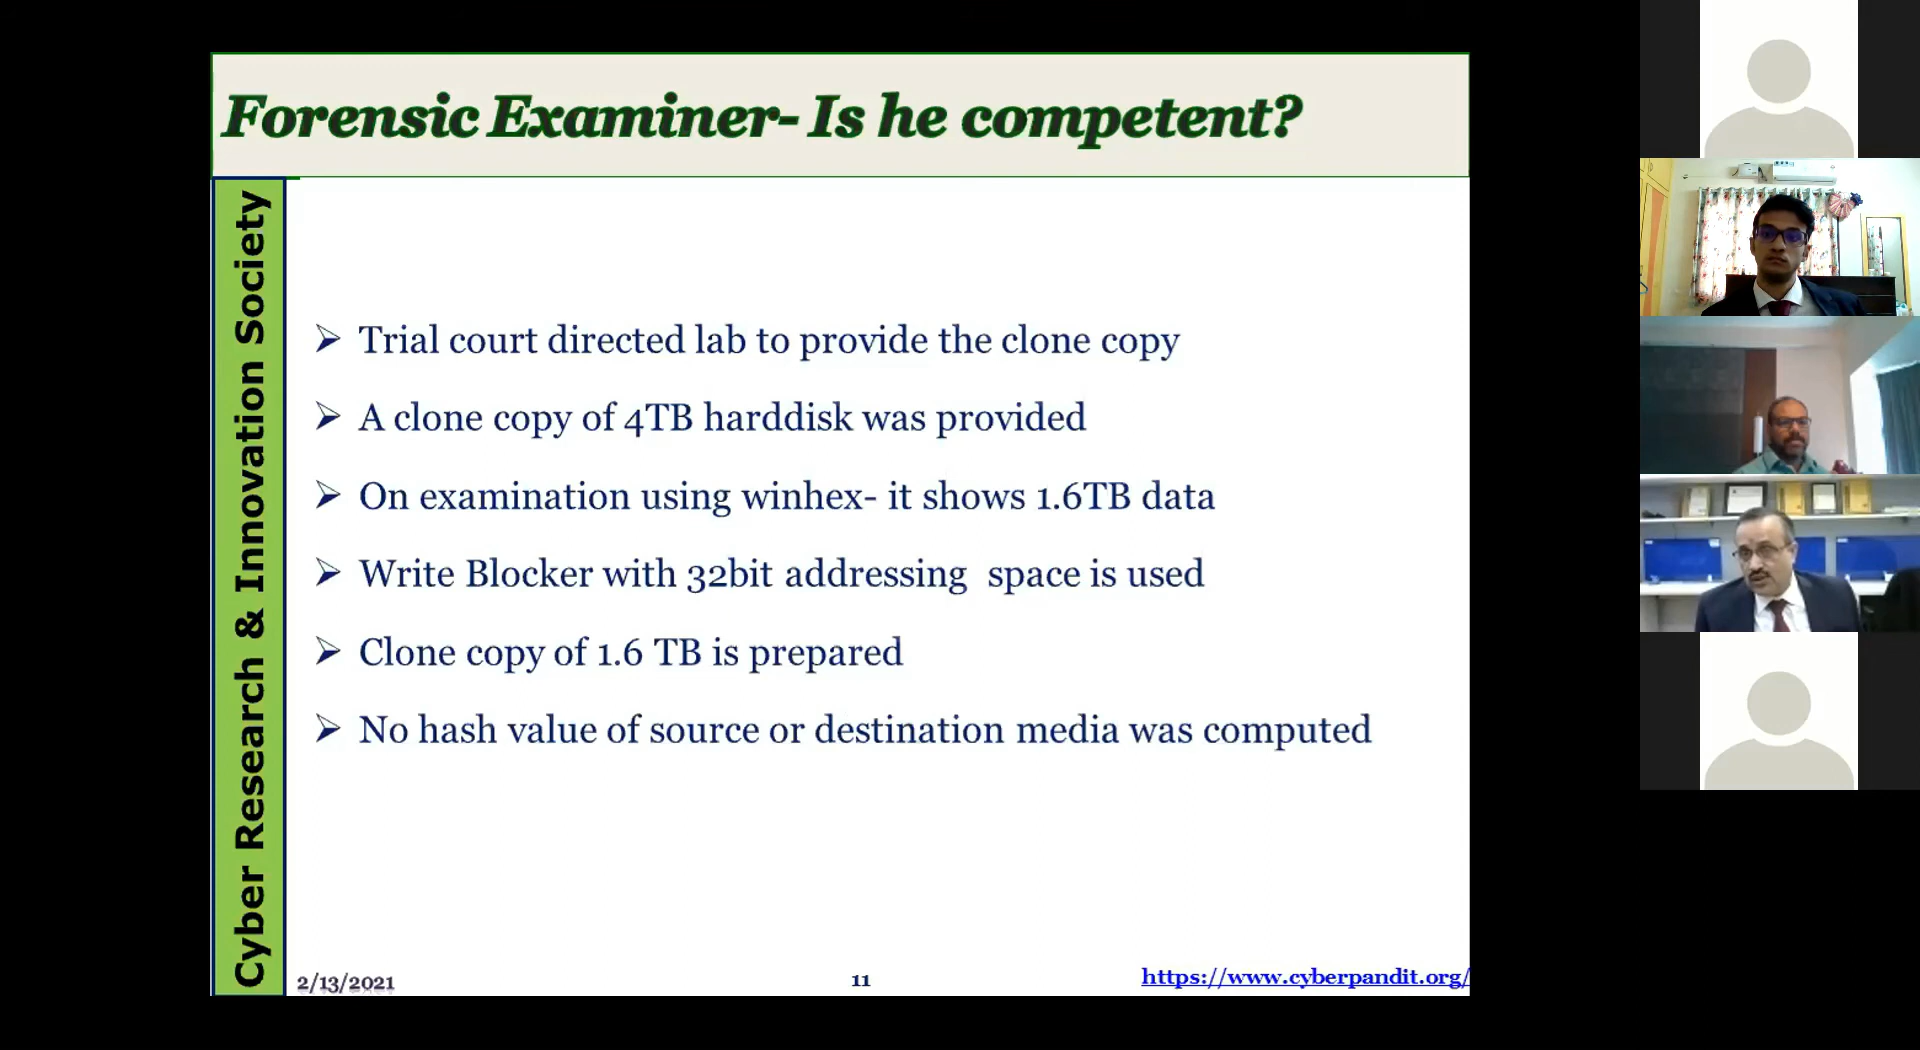 Forensic Examiner- Is he competent?
Cyber Research & Innovation Society
Trial court directed lab to provide the clone copy
A clone copy of 4TB harddisk was provided
On examination using winhex- it shows 1.6TB data
Write Blocker with 32bit addressing space is used
Clone copy of 1.6 TB is prepared
No hash value of source or destination media was computed
2/13/2021
11
https://www.cyberpandit.org/